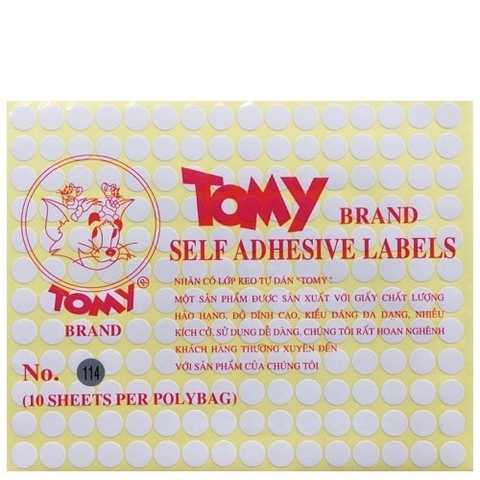 TOMY BRAND
SELF ADHESIVE LABELS
NHÃN CÓ LỚP KEO TỰ DÁN "TOMY"
MỘT SẢN PHẨM ĐƯỢC SẢN XUẤT VỚI GIẤY CHẤT LƯỢNG
HẢO HẠNG, ĐỘ DÍNH CAO, KIỂU DÁNG ĐA DẠNG, NHIỀU
KÍCH CỠ, SỬ DỤNG DỄ DÀNG. CHÚNG TÔI RẤT HOAN NGHÊNH
KHÁCH HÀNG THƯỜNG XUYÊN ĐẾN
VỚI SẢN PHẨM CỦA CHÚNG TÔI
TOMY ®
BRAND
No. 114
(10 SHEETS PER POLYBAG)